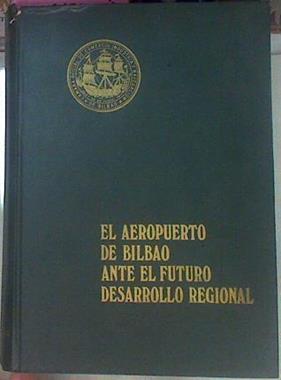 EL AEROPUERTO
DE BILBAO
ANTE EL FUTURO
DESARROLLO REGIONAL